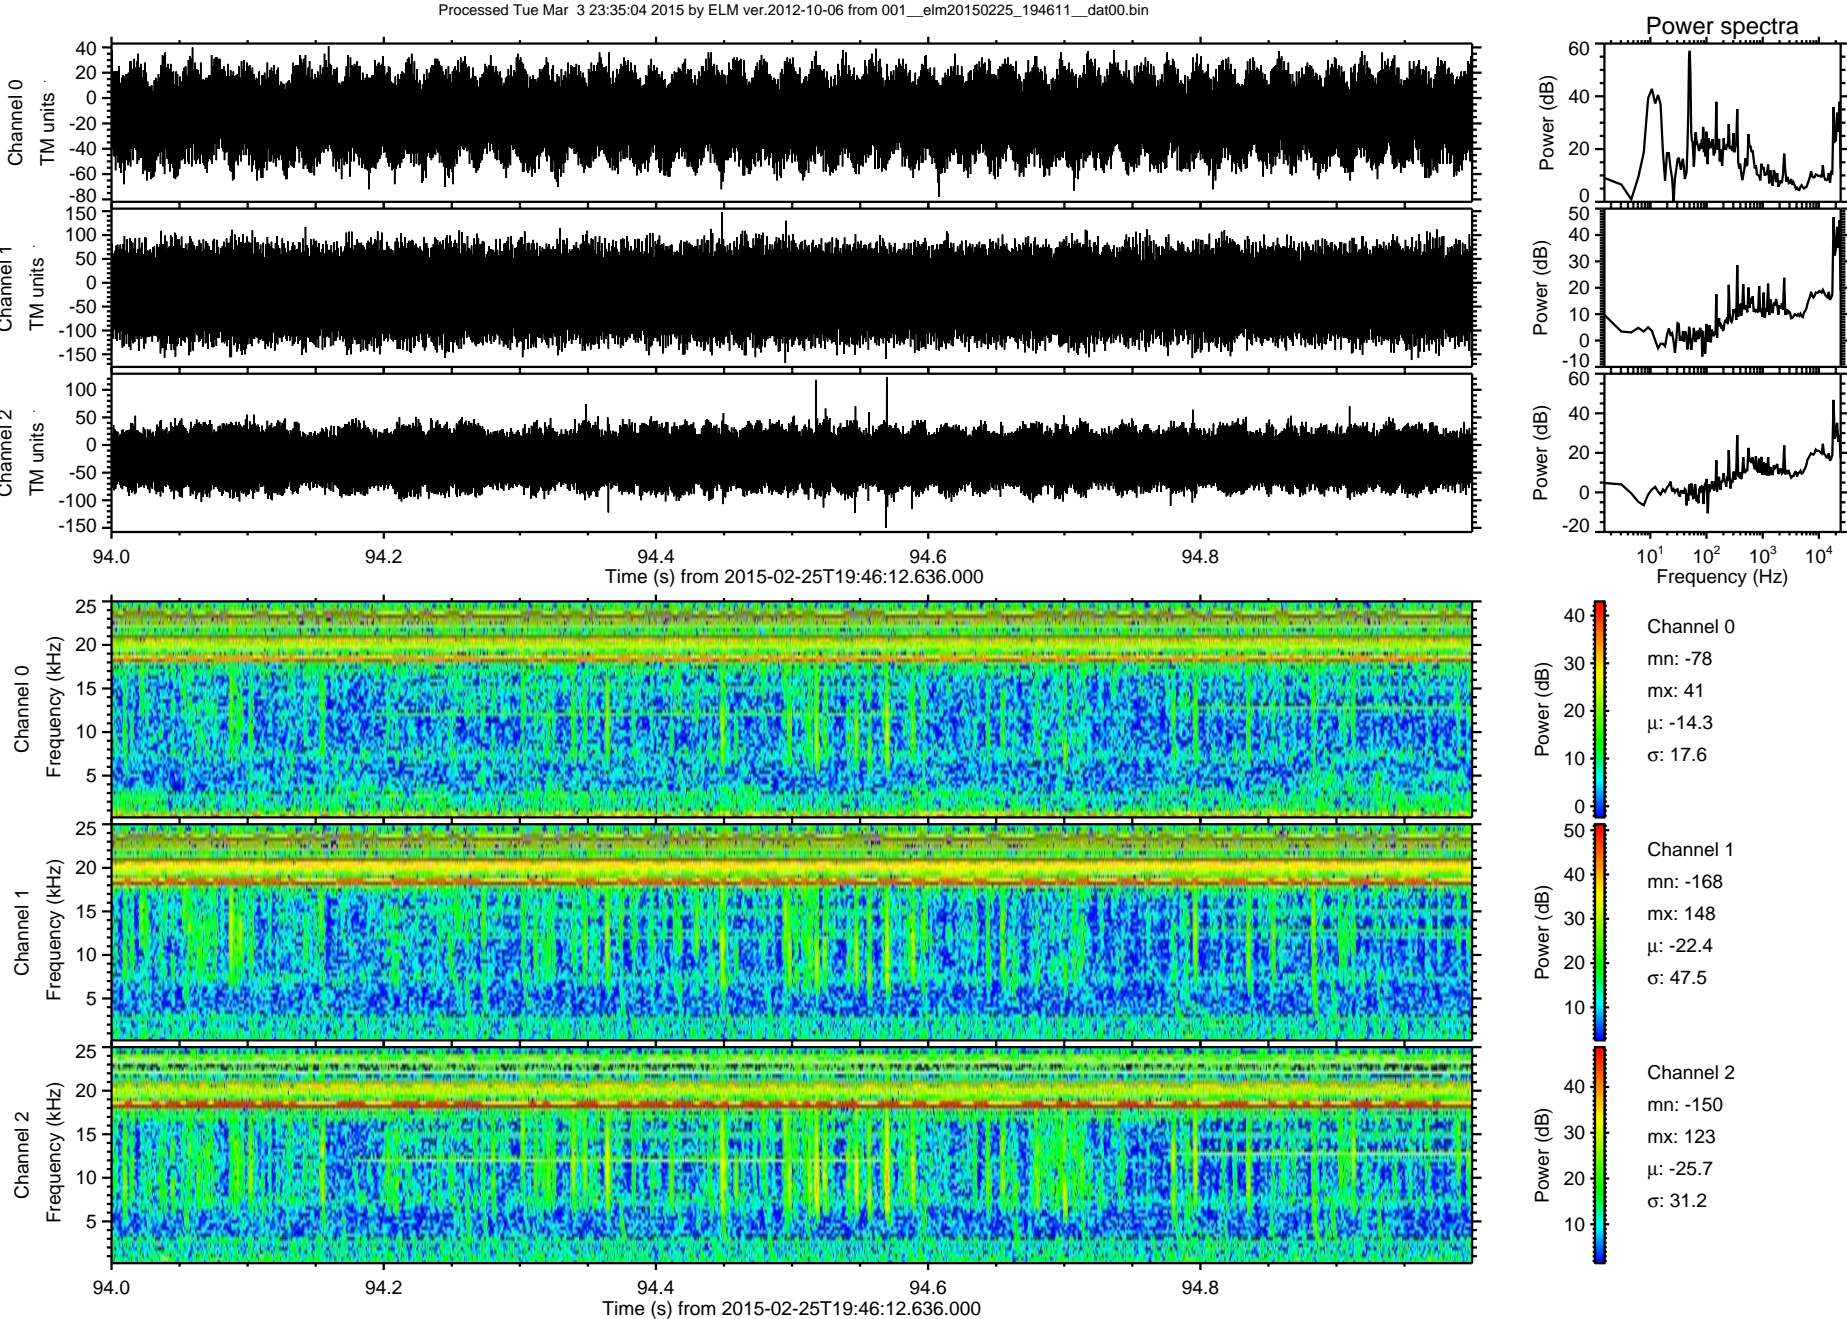 Processed Tue Mar  3 23:35:04 2015 by ELM ver.2012-10-06 from 001__elm20150225_194611__dat00.bin
Power spectra
Channel 0
TM units
40
20
0
-20
-40
-60
-80
Power (dB)
60
40
20
0
Channel 1
TM units
150
100
50
0
-50
-100
-150
Power (dB)
50
40
30
20
10
0
-10
Channel 2
TM units
100
50
0
-50
-100
-150
Power (dB)
60
40
20
0
-20
94.0 94.2 94.4 94.6 94.8
Time (s) from 2015-02-25T19:46:12.636.000
10^1 10^2 10^3 10^4
Frequency (Hz)
Channel 0
Frequency (kHz)
25
20
15
10
5
Power (dB)
40
30
20
10
0
Channel 0
mn: -78
mx: 41
μ: -14.3
σ: 17.6
Channel 1
Frequency (kHz)
25
20
15
10
5
Power (dB)
50
40
30
20
10
Channel 1
mn: -168
mx: 148
μ: -22.4
σ: 47.5
Channel 2
Frequency (kHz)
25
20
15
10
5
Power (dB)
40
30
20
10
Channel 2
mn: -150
mx: 123
μ: -25.7
σ: 31.2
94.0 94.2 94.4 94.6 94.8
Time (s) from 2015-02-25T19:46:12.636.000